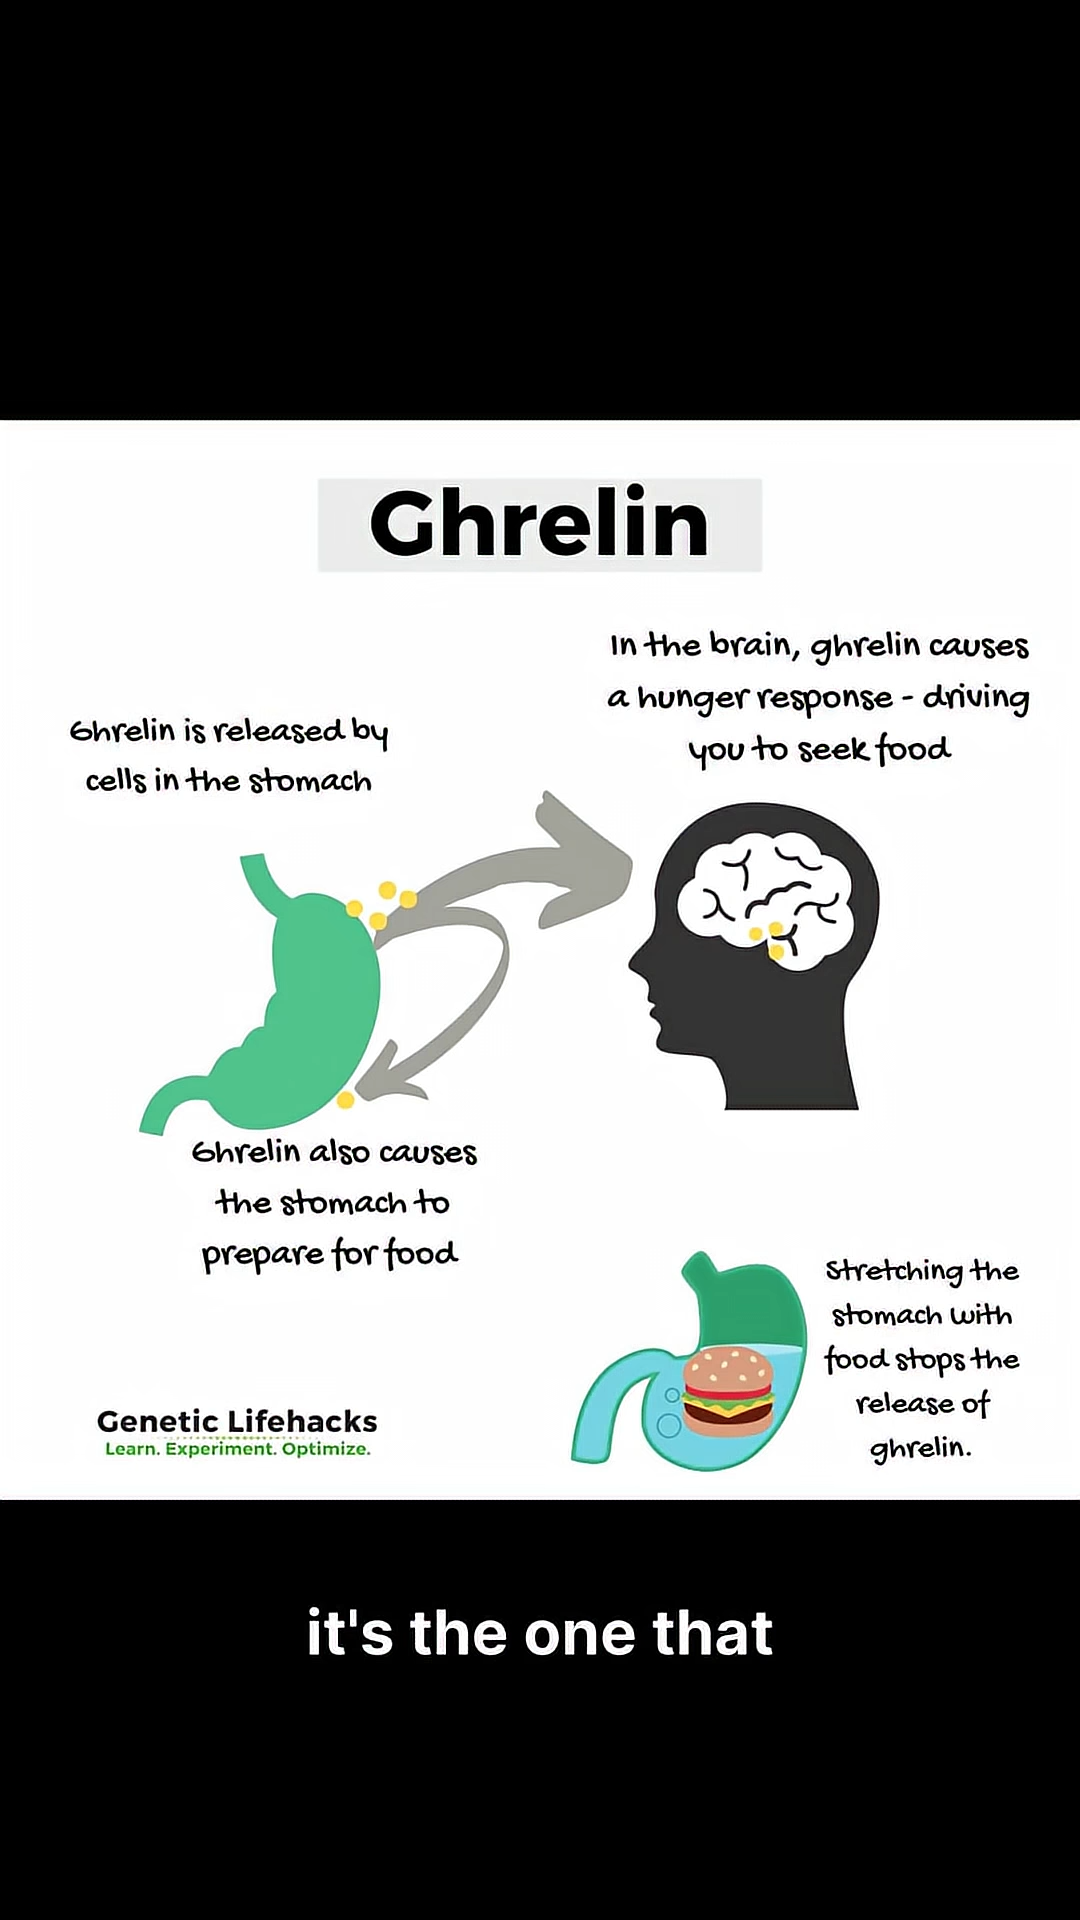 Ghrelin
In the brain, ghrelin causes
a hunger response - driving
you to seek food
Ghrelin is released by
cells in the stomach
Ghrelin also causes
the stomach to
prepare for food
Stretching the
stomach with
food stops the
release of
ghrelin.
Genetic Lifehacks
Learn. Experiment. Optimize.
it's the one that